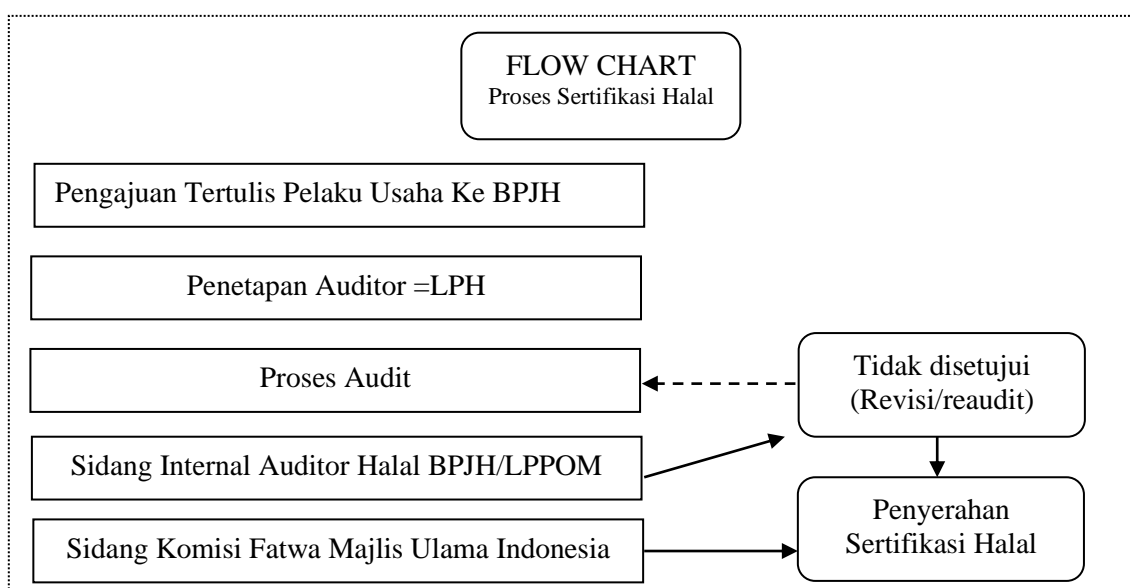 FLOW CHART
Proses Sertifikasi Halal
Pengajuan Tertulis Pelaku Usaha Ke BPJH
Penetapan Auditor =LPH
Proses Audit
Tidak disetujui
(Revisi/reaudit)
Sidang Internal Auditor Halal BPJH/LPPOM
Penyerahan
Sertifikasi Halal
Sidang Komisi Fatwa Majlis Ulama Indonesia